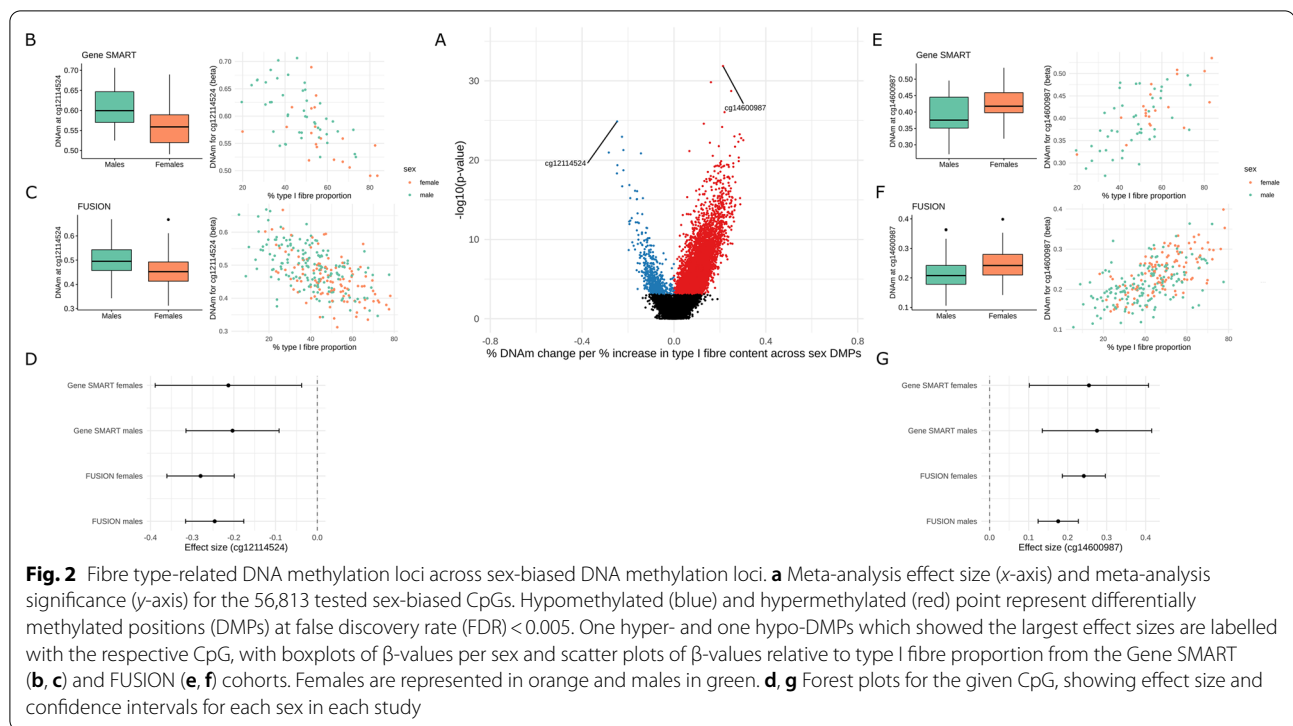 B
Gene SMART
DNAm at cg12114524
0.70
0.65
0.60
0.55
0.50
Males
Females
DNAm for cg12114524 (beta)
0.70
0.65
0.60
0.55
0.50
20 30 40 50 60 70 80
% type I fibre proportion
sex
female
male
C
FUSION
DNAm at cg12114524
0.6
0.5
0.4
0.3
Males
Females
DNAm for cg12114524 (beta)
0.6
0.5
0.4
0.3
20 40 60 80
% type I fibre proportion
D
Gene SMART females
Gene SMART males
FUSION females
FUSION males
-0.4 -0.3 -0.2 -0.1 0.0
Effect size (cg12114524)
A
-log10(p-value)
30
20
10
0
cg14600987
cg12114524
-0.8 -0.4 0.0 0.4 0.8
% DNAm change per % increase in type I fibre content across sex DMPs
E
Gene SMART
DNAm at cg14600987
0.50
0.45
0.40
0.35
0.30
Males
Females
DNAm for cg14600987 (beta)
0.50
0.45
0.40
0.35
0.30
20 30 40 50 60 70 80
% type I fibre proportion
sex
female
male
F
FUSION
DNAm at cg14600987
0.4
0.3
0.2
0.1
Males
Females
DNAm for cg14600987 (beta)
0.4
0.3
0.2
0.1
20 40 60 80
% type I fibre proportion
G
Gene SMART females
Gene SMART males
FUSION females
FUSION males
0.0 0.1 0.2 0.3 0.4
Effect size (cg14600987)
Fig. 2 Fibre type-related DNA methylation loci across sex-biased DNA methylation loci. a Meta-analysis effect size (x-axis) and meta-analysis
significance (y-axis) for the 56,813 tested sex-biased CpGs. Hypomethylated (blue) and hypermethylated (red) point represent differentially
methylated positions (DMPs) at false discovery rate (FDR) < 0.005. One hyper- and one hypo-DMPs which showed the largest effect sizes are labelled
with the respective CpG, with boxplots of β-values per sex and scatter plots of β-values relative to type I fibre proportion from the Gene SMART
(b, c) and FUSION (e, f) cohorts. Females are represented in orange and males in green. d, g Forest plots for the given CpG, showing effect size and
confidence intervals for each sex in each study